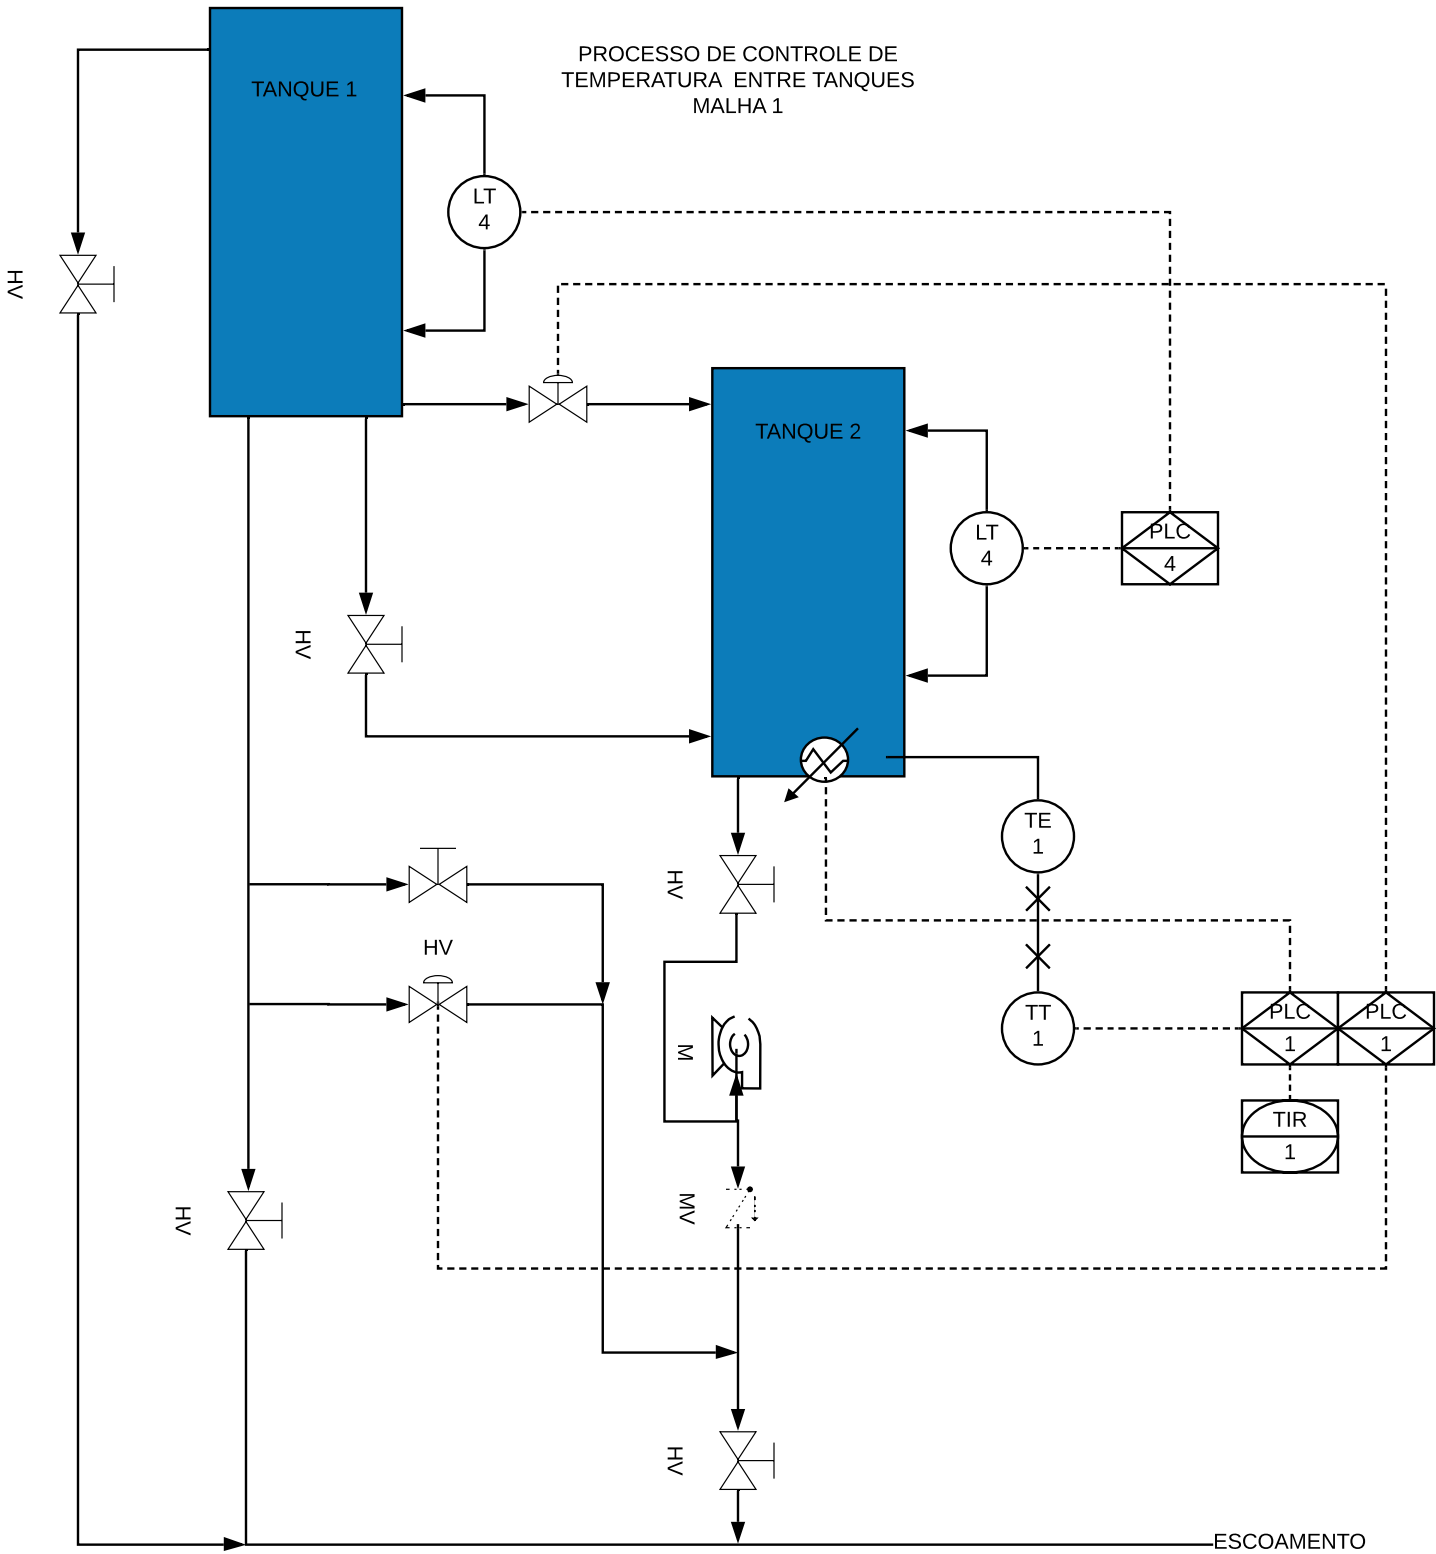 PROCESSO DE CONTROLE DE
TEMPERATURA ENTRE TANQUES
MALHA 1
TANQUE 1
LT
4
HV
TANQUE 2
LT
4
PLC
4
HV
TE
1
HV
HV
TT
1
PLC
1
PLC
1
M
TIR
1
HV
MV
HV
ESCOAMENTO